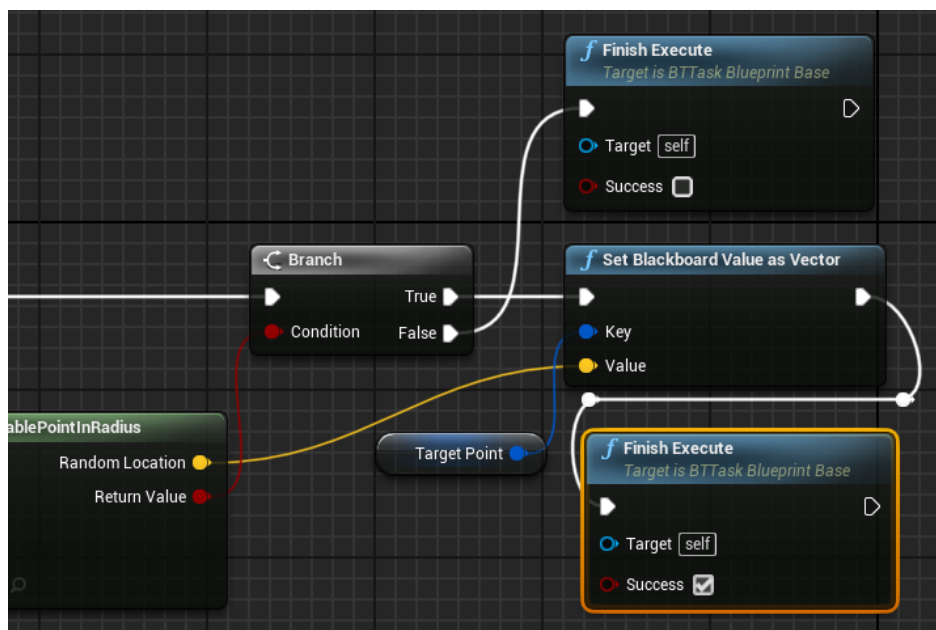 Finish Execute
Target is BTTask Blueprint Base
Target self
Success
Branch
True
Condition
False
Set Blackboard Value as Vector
Key
Value
ablePointInRadius
Random Location
Return Value
Target Point
Finish Execute
Target is BTTask Blueprint Base
Target self
Success